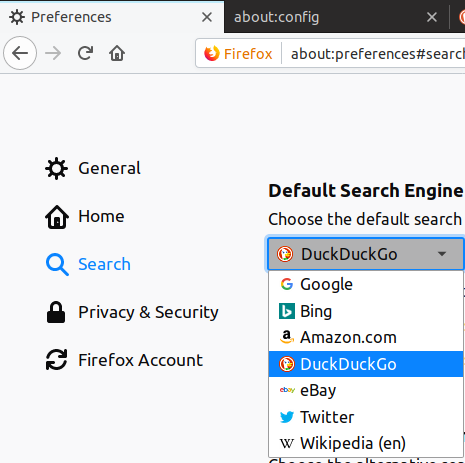 Preferences
about:config
Firefox
about:preferences#searc
General
Home
Search
Privacy & Security
Firefox Account
Default Search Engine
Choose the default search
DuckDuckGo
Google
Bing
Amazon.com
DuckDuckGo
eBay
Twitter
Wikipedia (en)